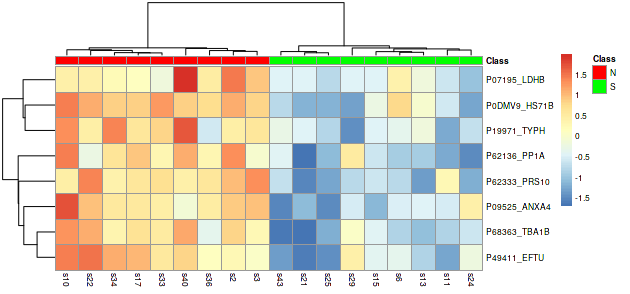 Class
P07195_LDHB
P0DMV9_HS71B
P19971_TYPH
P62136_PP1A
P62333_PRS10
P09525_ANXA4
P68363_TBA1B
P49411_EFTU
s10 s22 s34 s17 s33 s40 s36 s2 s3 s43 s21 s25 s29 s15 s6 s13 s11 s24
1.5
1
0.5
0
-0.5
-1
-1.5
Class
N
S